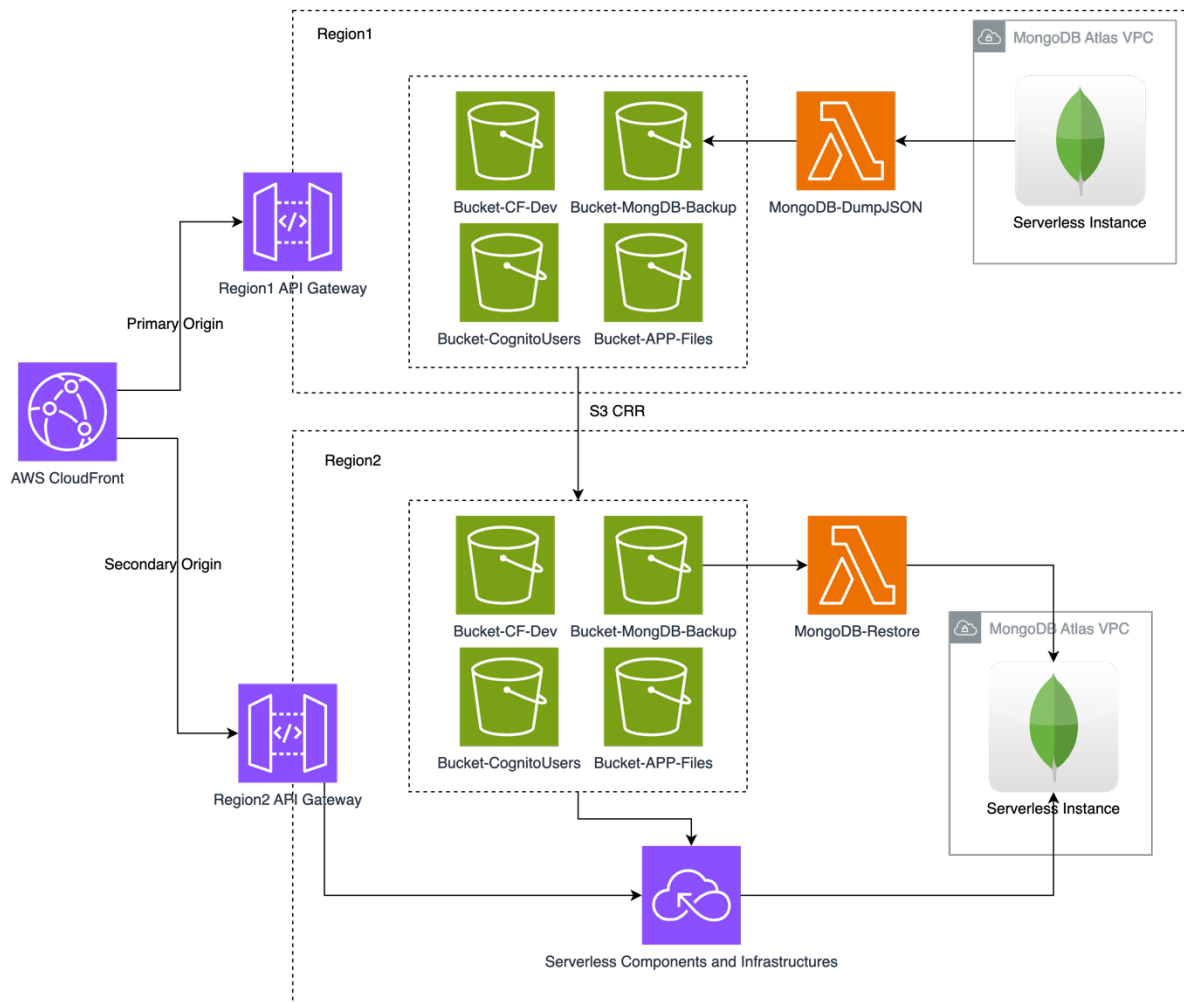 Region1
MongoDB Atlas VPC
Serverless Instance
Bucket-CF-Dev
Bucket-MongDB-Backup
MongoDB-DumpJSON
Bucket-CognitoUsers
Bucket-APP-Files
Region1 API Gateway
Primary Origin
S3 CRR
AWS CloudFront
Region2
Secondary Origin
Bucket-CF-Dev
Bucket-MongDB-Backup
MongoDB-Restore
MongoDB Atlas VPC
Serverless Instance
Bucket-CognitoUsers
Bucket-APP-Files
Region2 API Gateway
Serverless Components and Infrastructures